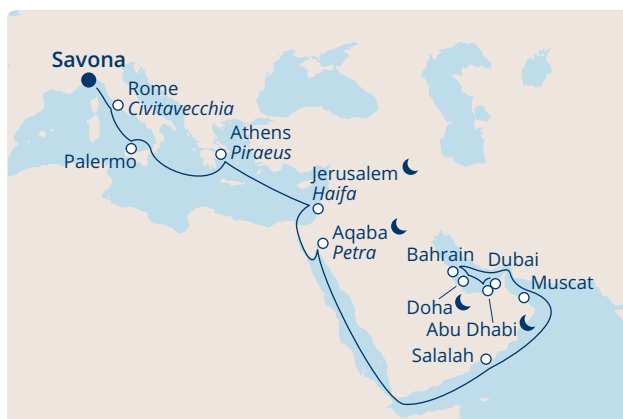 Savona
Rome
Civitavecchia
Palermo
Athens
Piraeus
Jerusalem
Haifa
Aqaba
Petra
Bahrain
Dubai
Muscat
Doha
Abu Dhabi
Salalah